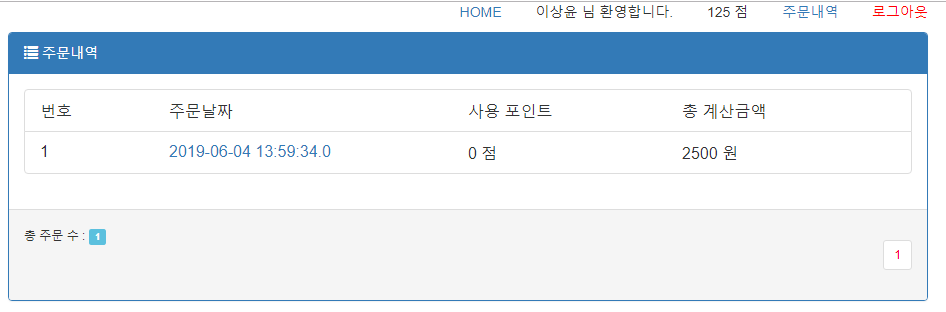 HOME 이상윤 님 환영합니다. 125 점 주문내역 로그아웃
주문내역
번호 주문날짜 사용 포인트 총 계산금액
1 2019-06-04 13:59:34.0 0 점 2500 원
총 주문 수 : 1
1